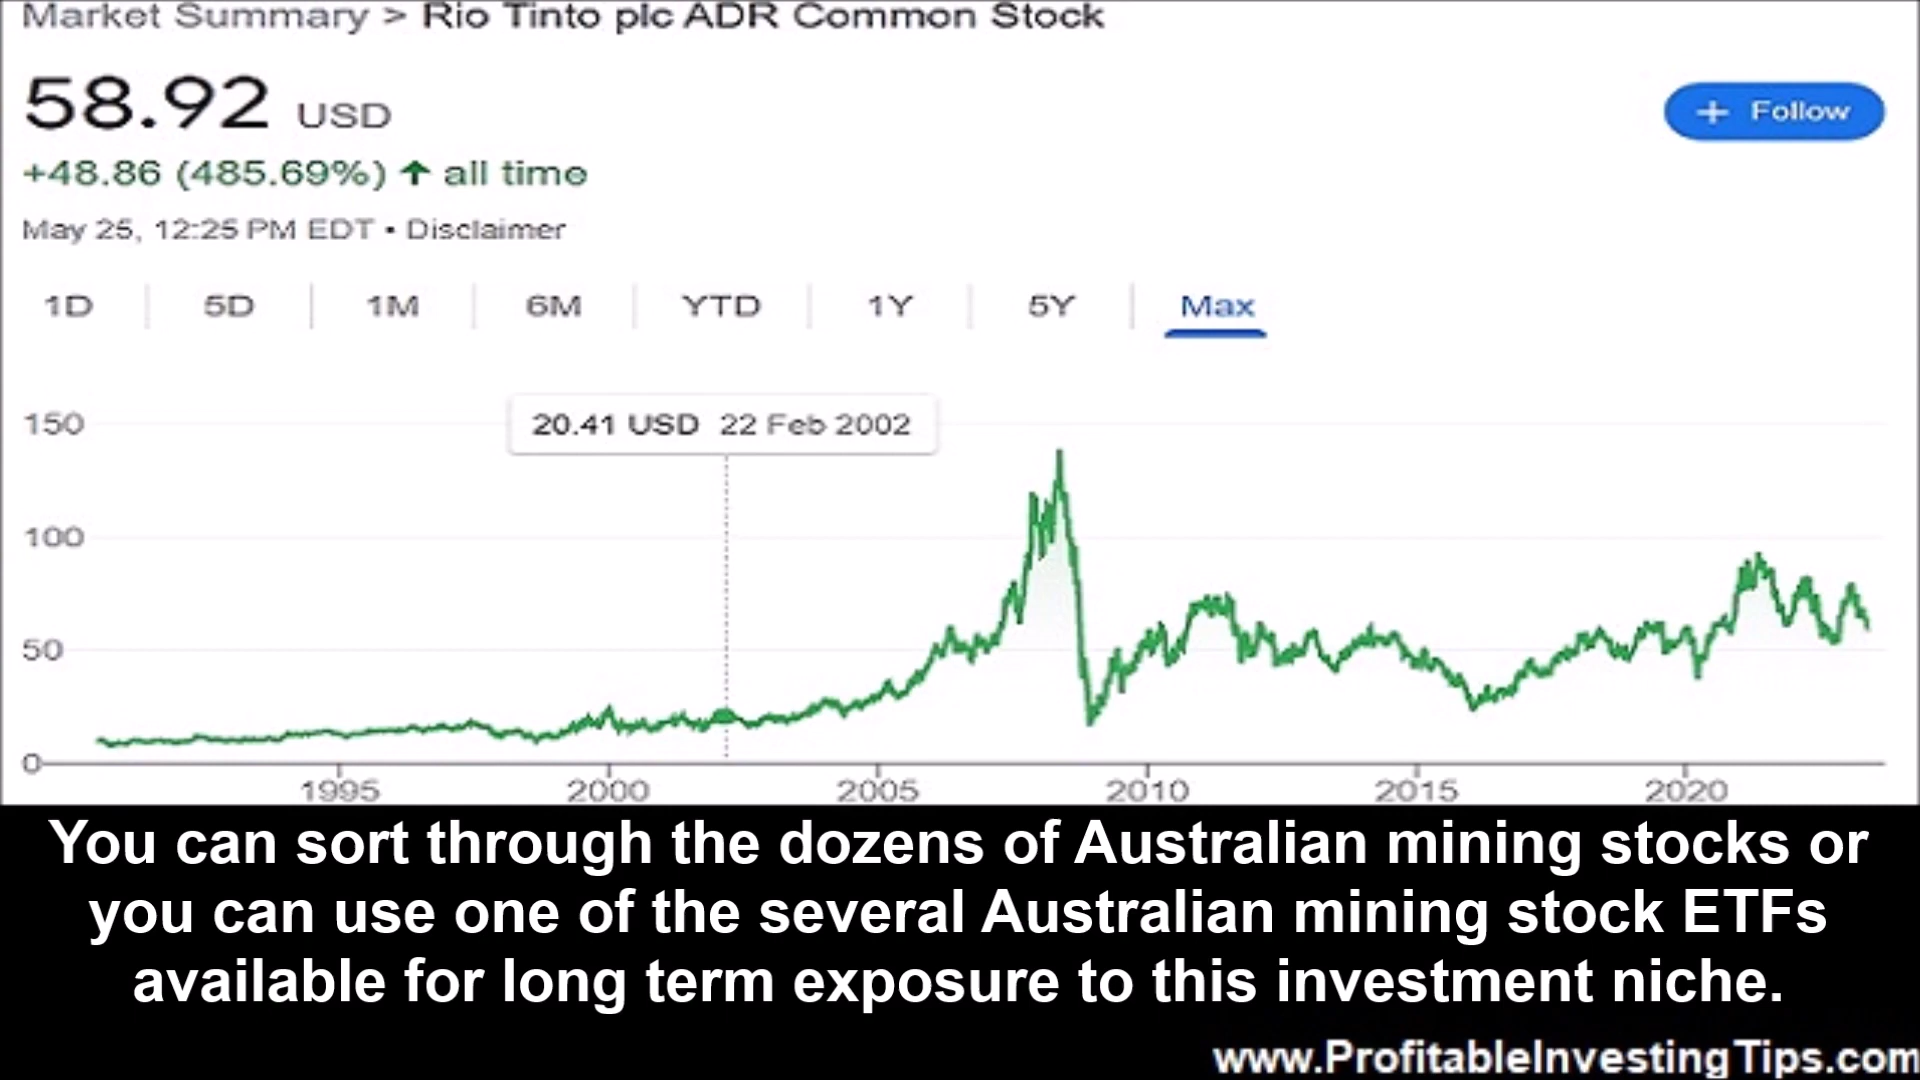 Market Summary > Rio Tinto plc ADR Common Stock
58.92 USD
+ Follow
+48.86 (485.69%) ↑ all time
May 25, 12:25 PM EDT • Disclaimer
1D 5D 1M 6M YTD 1Y 5Y Max
20.41 USD 22 Feb 2002
150
100
50
0
1995 2000 2005 2010 2015 2020
You can sort through the dozens of Australian mining stocks or
you can use one of the several Australian mining stock ETFs
available for long term exposure to this investment niche.
www.ProfitableInvestingTips.com